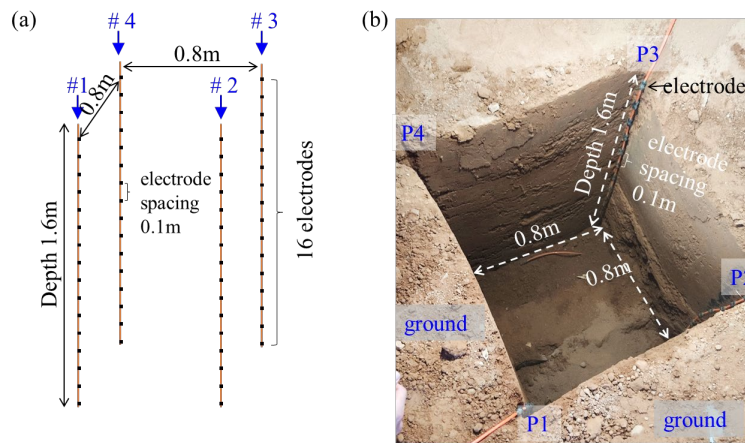 (a)
# 4
# 3
0.8m
#1
# 2
0.8m
electrode
spacing
0.1m
Depth 1.6m
16 electrodes
(b)
P3
electrode
P4
Depth 1.6m
electrode
spacing
0.1m
0.8m
0.8m
P2
ground
P1
ground